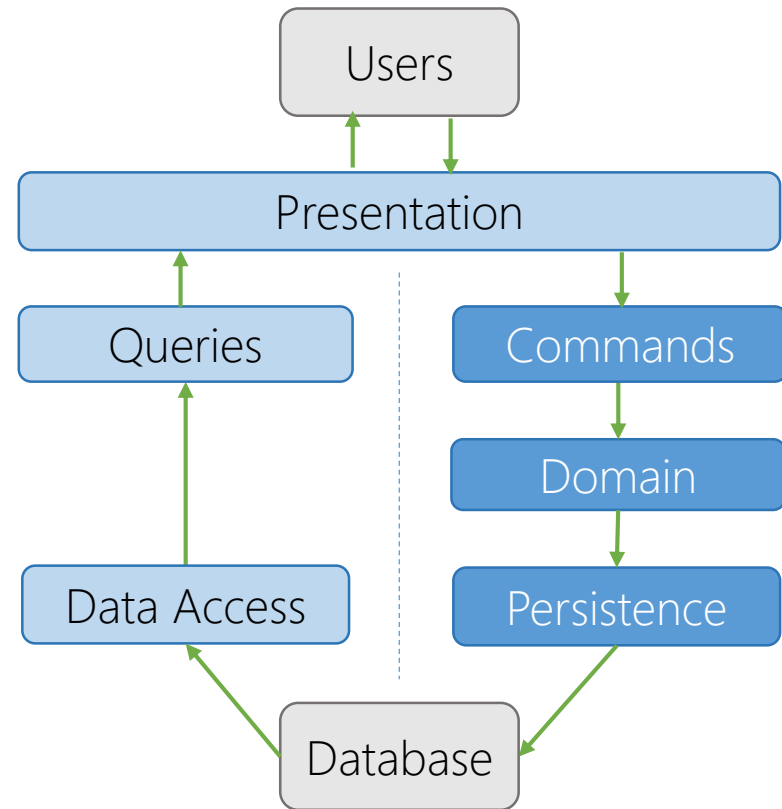 Users
Presentation
Queries
Commands
Domain
Data Access
Persistence
Database